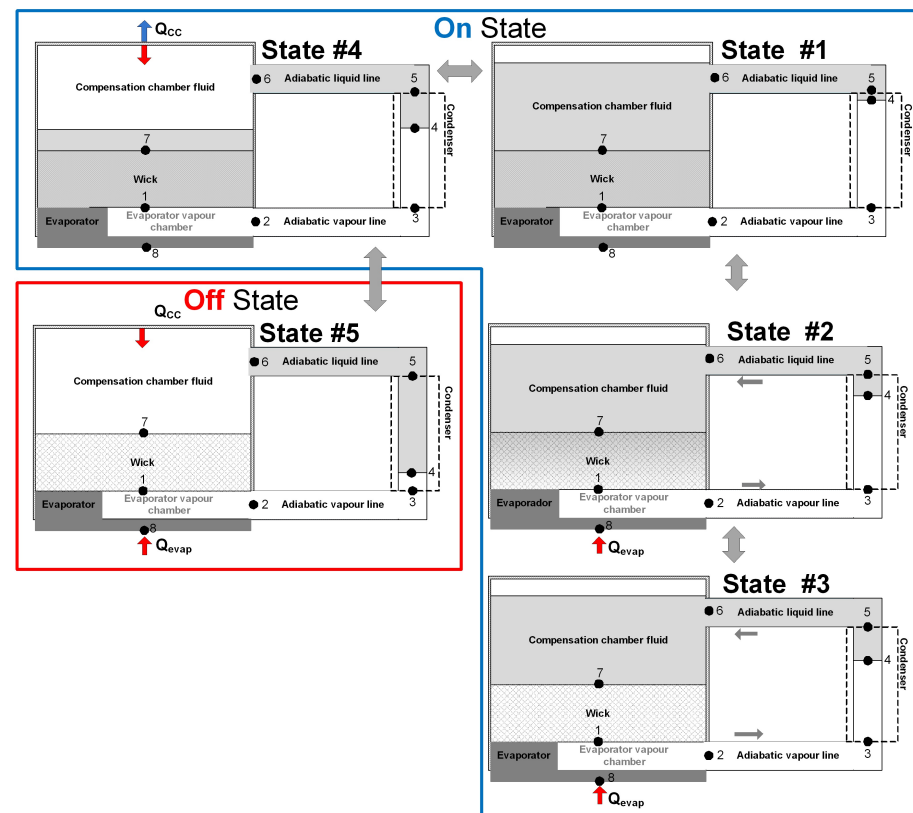 On State
Q_CC
State #4
6
Adiabatic liquid line
5
Compensation chamber fluid
Condenser
4
7
Wick
1
Evaporator
Evaporator vapour
chamber
2
Adiabatic vapour line
3
8
State #1
6
Adiabatic liquid line
5
4
Compensation chamber fluid
Condenser
7
Wick
1
Evaporator
Evaporator vapour
chamber
2
Adiabatic vapour line
3
8
Off State
Q_CC
State #5
6
Adiabatic liquid line
5
Compensation chamber fluid
Condenser
7
Wick
4
1
Evaporator
Evaporator vapour
chamber
2
Adiabatic vapour line
3
8
Q_evap
State #2
6
Adiabatic liquid line
5
Compensation chamber fluid
4
Condenser
7
Wick
1
Evaporador
Evaporator vapour
chamber
2
Adiabatic vapour line
3
8
Q_evap
State #3
6
Adiabatic liquid line
5
Compensation chamber fluid
4
Condenser
7
Wick
1
Evaporator
Evaporator vapour
chamber
2
Adiabatic vapour line
3
8
Q_evap